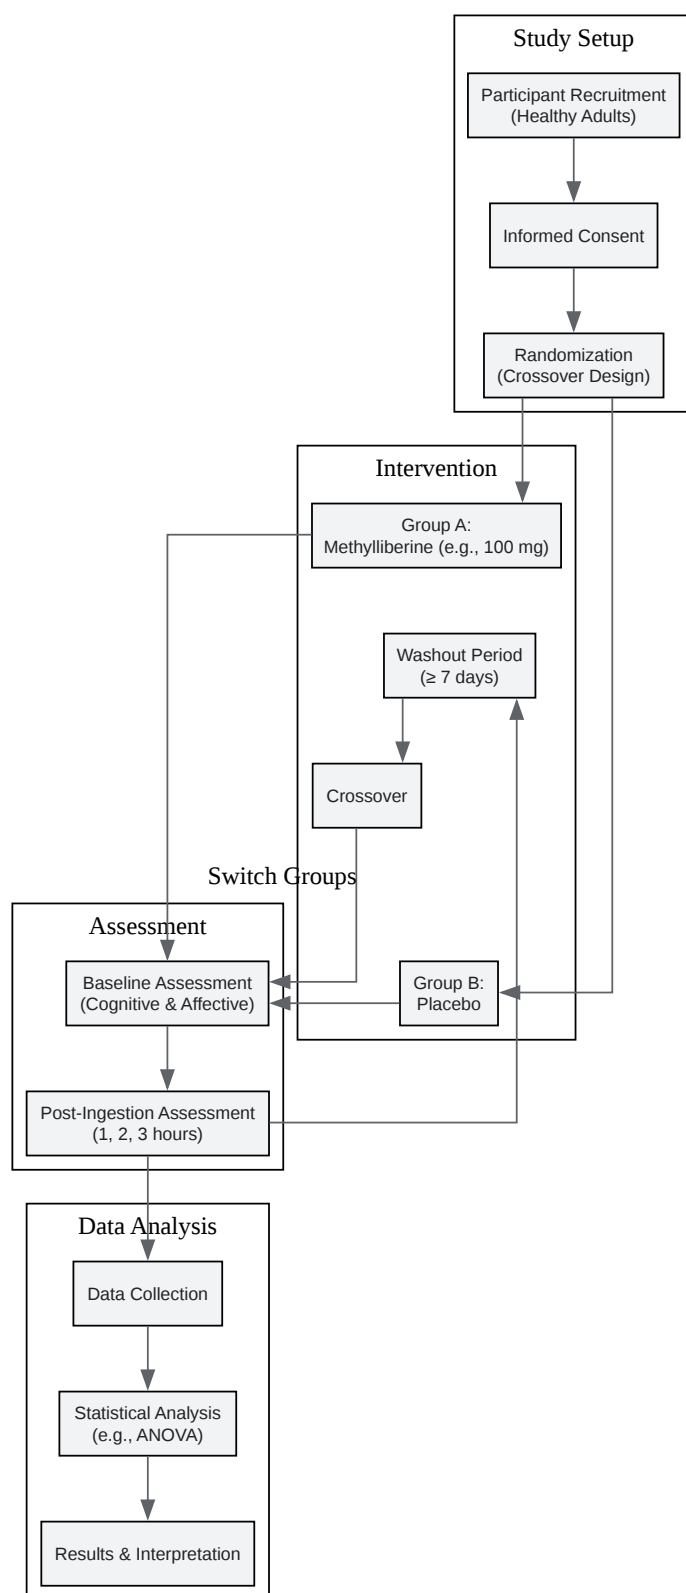 Study Setup
Participant Recruitment
(Healthy Adults)
Informed Consent
Randomization
(Crossover Design)
Intervention
Group A:
Methylliberine (e.g., 100 mg)
Washout Period
(≥ 7 days)
Crossover
Switch Groups
Assessment
Baseline Assessment
(Cognitive & Affective)
Group B:
Placebo
Post-Ingestion Assessment
(1, 2, 3 hours)
Data Analysis
Data Collection
Statistical Analysis
(e.g., ANOVA)
Results & Interpretation